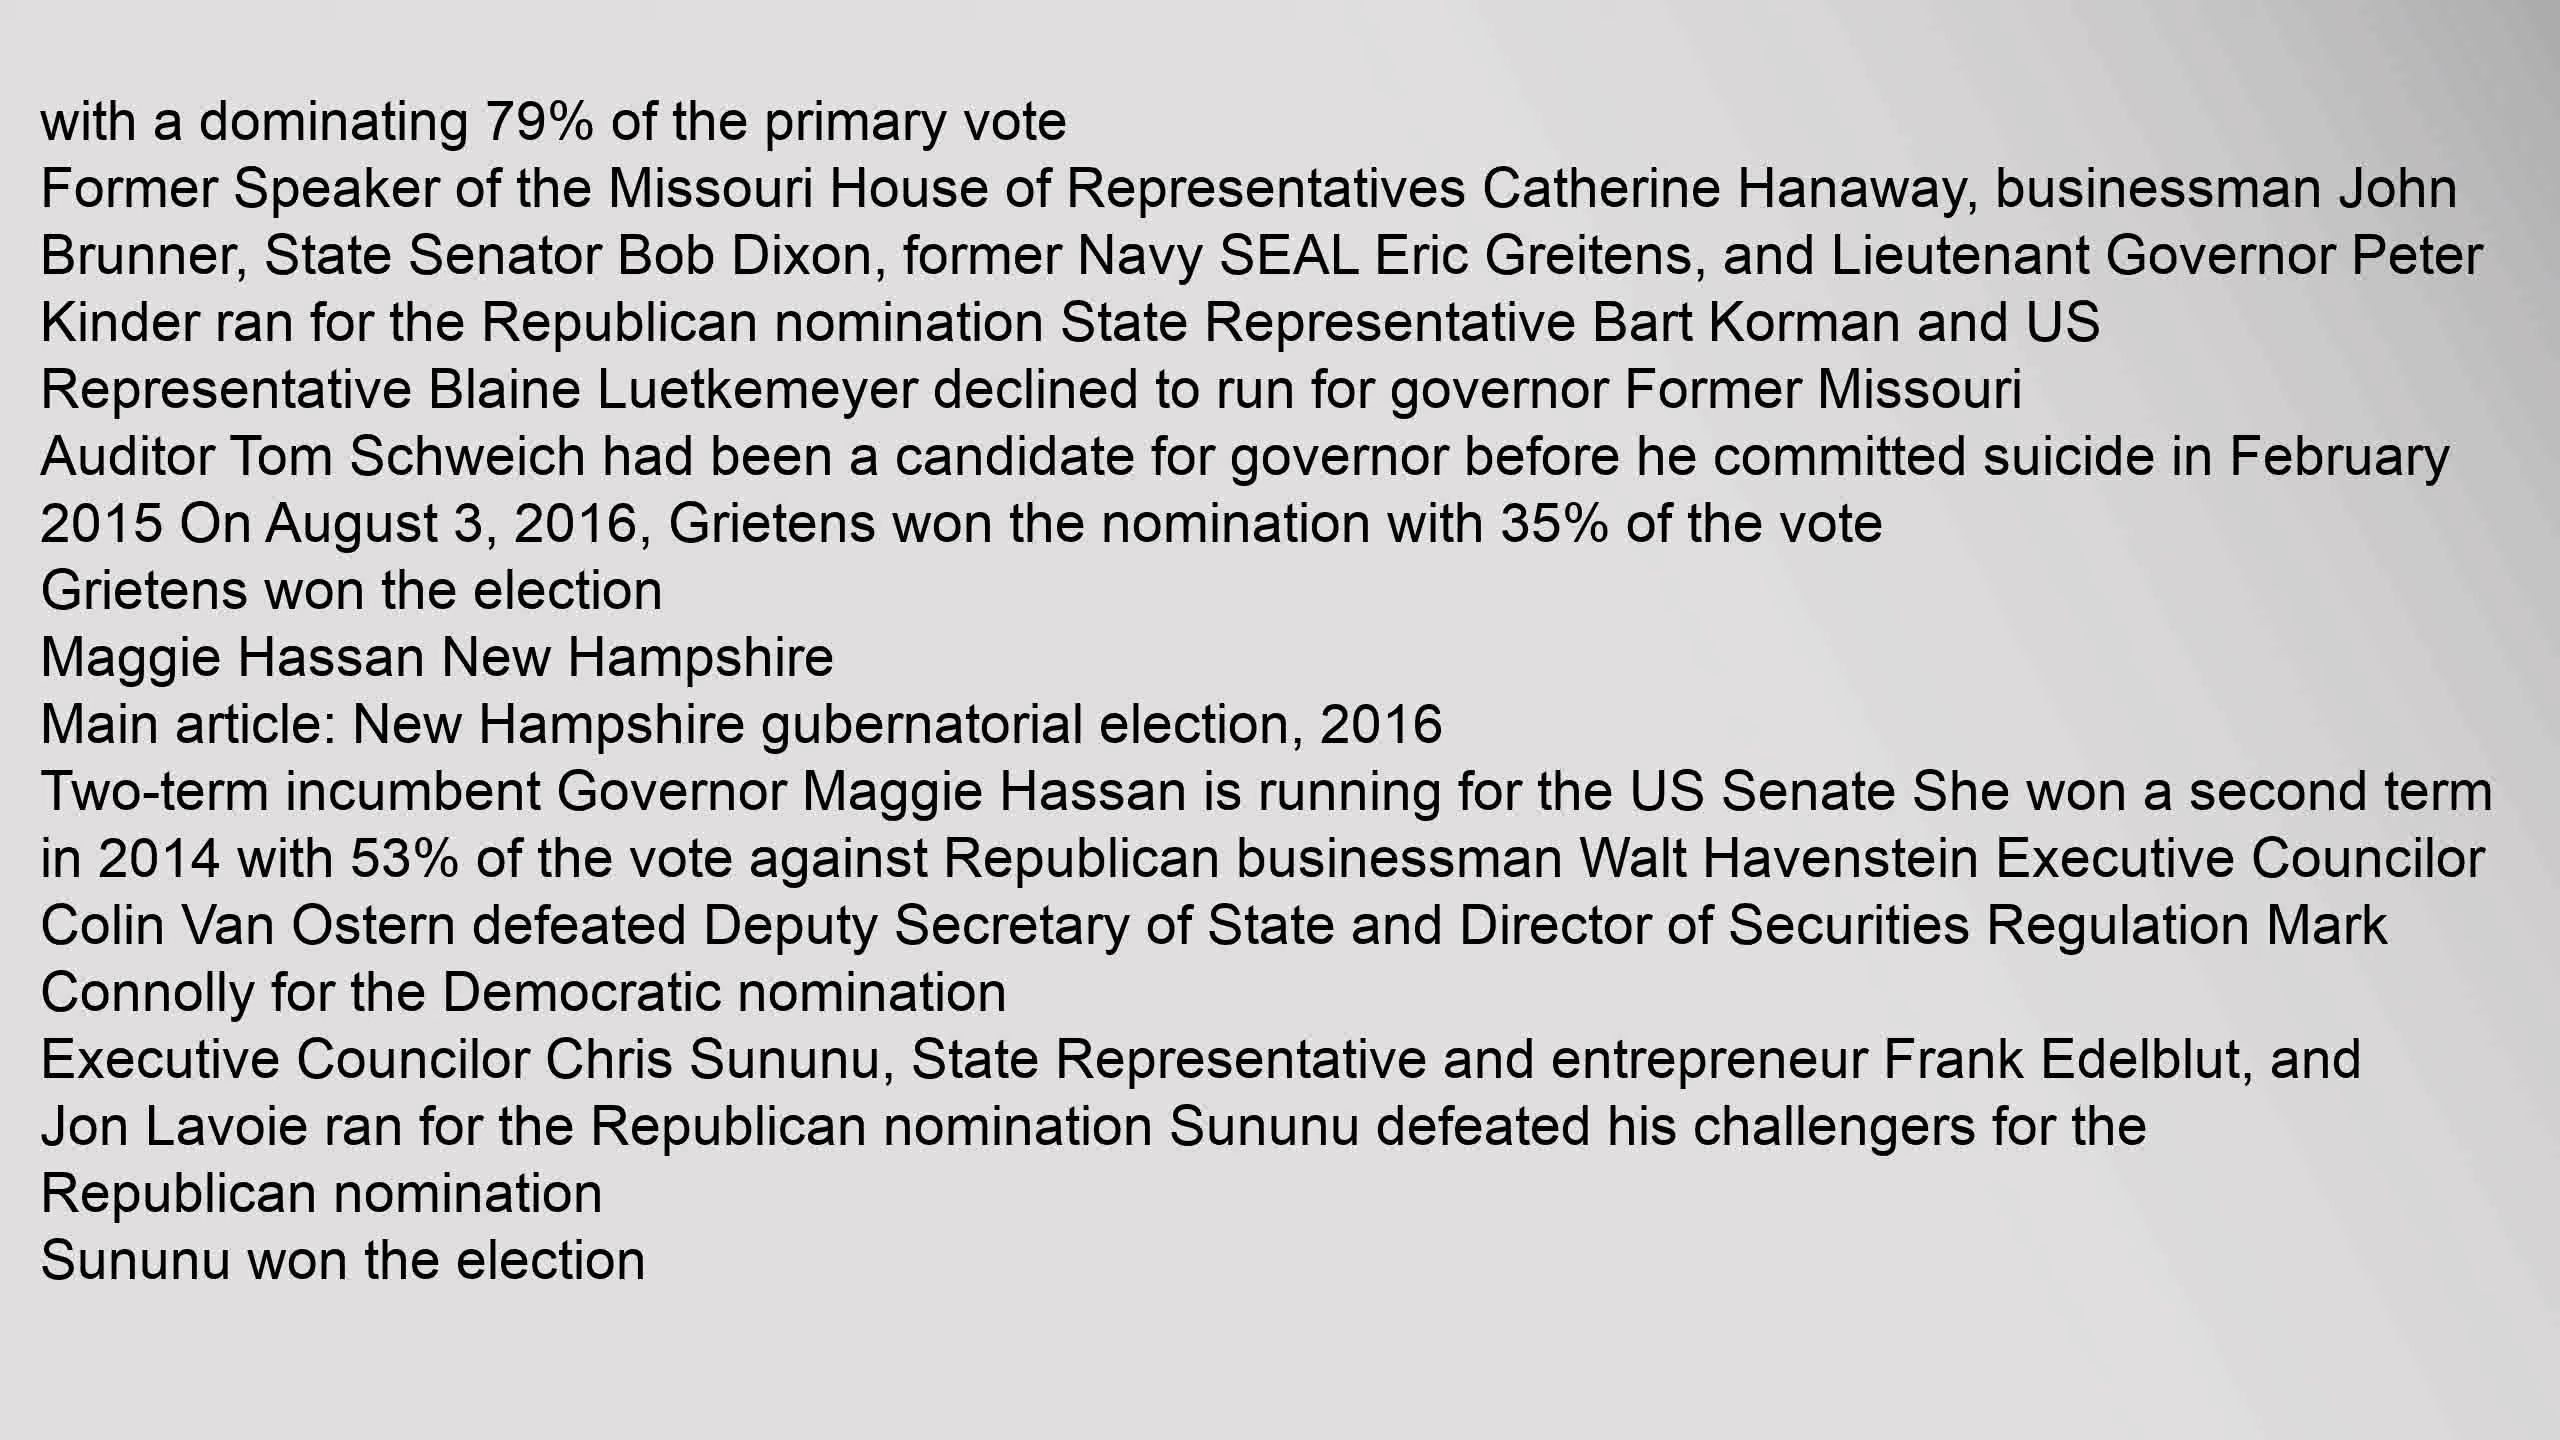 with a dominating 79% of the primary vote
Former Speaker of the Missouri House of Representatives Catherine Hanaway, businessman John
Brunner, State Senator Bob Dixon, former Navy SEAL Eric Greitens, and Lieutenant Governor Peter
Kinder ran for the Republican nomination State Representative Bart Korman and US
Representative Blaine Luetkemeyer declined to run for governor Former Missouri
Auditor Tom Schweich had been a candidate for governor before he committed suicide in February
2015 On August 3, 2016, Grietens won the nomination with 35% of the vote
Grietens won the election
Maggie Hassan New Hampshire
Main article: New Hampshire gubernatorial election, 2016
Two-term incumbent Governor Maggie Hassan is running for the US Senate She won a second term
in 2014 with 53% of the vote against Republican businessman Walt Havenstein Executive Councilor
Colin Van Ostern defeated Deputy Secretary of State and Director of Securities Regulation Mark
Connolly for the Democratic nomination
Executive Councilor Chris Sununu, State Representative and entrepreneur Frank Edelblut, and
Jon Lavoie ran for the Republican nomination Sununu defeated his challengers for the
Republican nomination
Sununu won the election